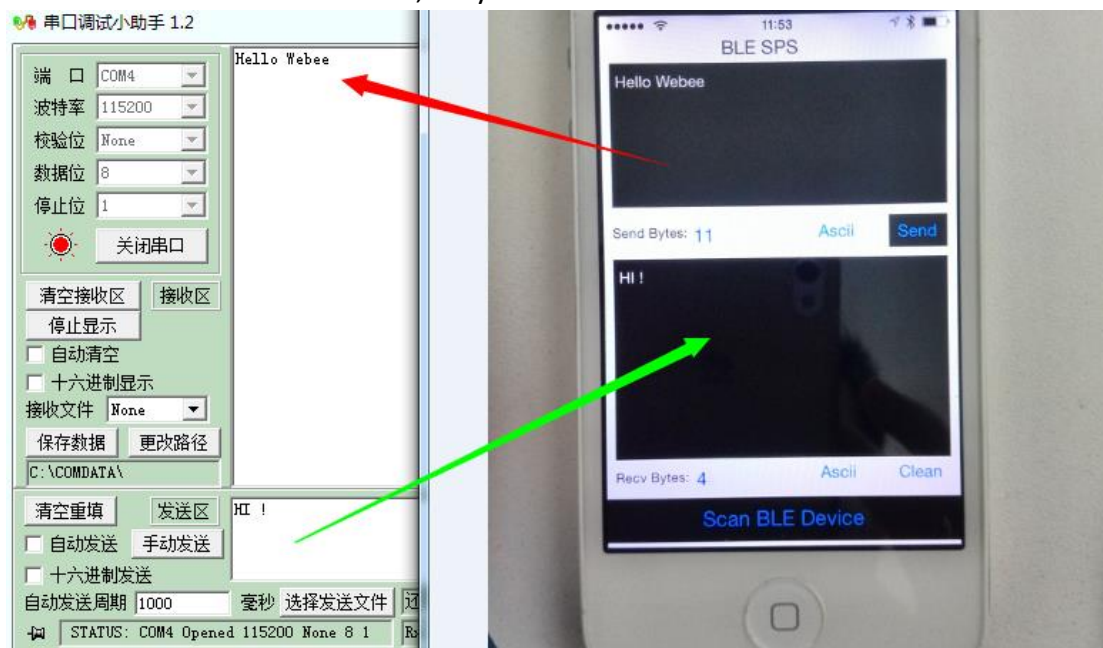 串口调试小助手 1.2
端 口 COM4
波特率 115200
校验位 None
数据位 8
停止位 1
关闭串口
清空接收区 接收区
停止显示
自动清空
十六进制显示
接收文件 None
保存数据 更改路径
C:\COMDATA\
Hello Webee
清空重填 发送区
自动发送 手动发送
十六进制发送
HI !
自动发送周期 1000 毫秒 选择发送文件
STATUS: COM4 Opened 115200 None 8 1
11:53
BLE SPS
Hello Webee
Send Bytes: 11 Ascii Send
HI !
Recv Bytes: 4 Ascii Clean
Scan BLE Device